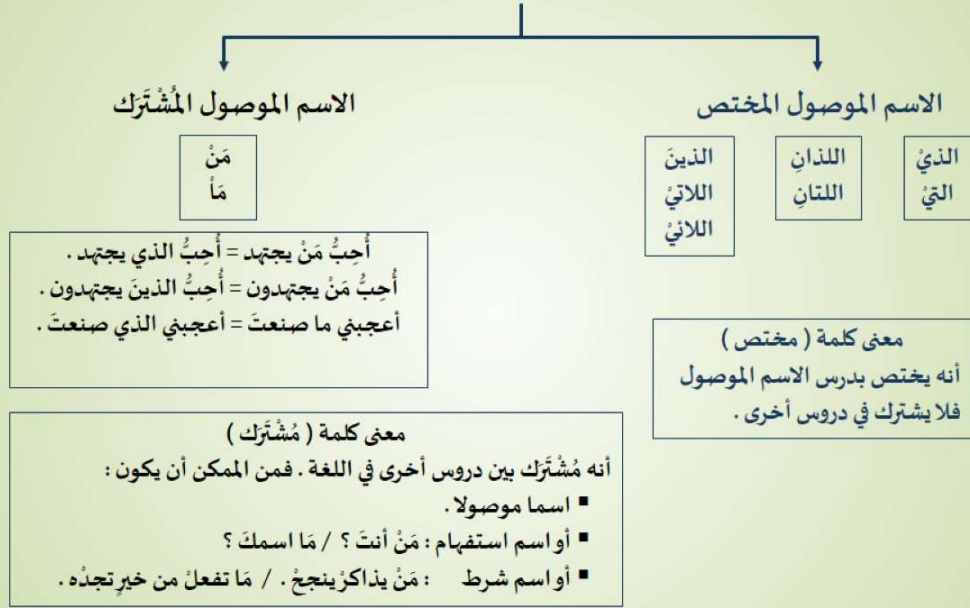 الاسم الموصول المختص
الذيْ
التيْ
اللذانِ
اللتانِ
الذينَ
اللاتيْ
اللائيْ
معنى كلمة ( مختص )
أنه يختص بدرس الاسم الموصول
فلا يشترك في دروس أخرى .
الاسم الموصول المُشْتَرَك
مَنْ
مَاْ
أُحِبُّ مَنْ يجتهد = أُحِبُّ الذي يجتهد .
أُحِبُّ مَنْ يجتهدون = أُحِبُّ الذينَ يجتهدون .
أعجبني ما صنعتَ = أعجبني الذي صنعتَ .
معنى كلمة ( مُشْتَرَك )
أنه مُشْتَرَك بين دروس أخرى في اللغة . فمن الممكن أن يكون :
▪ اسما موصولا .
▪ أو اسم استفهام : مَنْ أنتَ ؟ / مَا اسمكَ ؟
▪ أو اسم شرط : مَنْ يذاكرْ ينجحْ . / مَا تفعلْ من خيرٍ تجدْه .